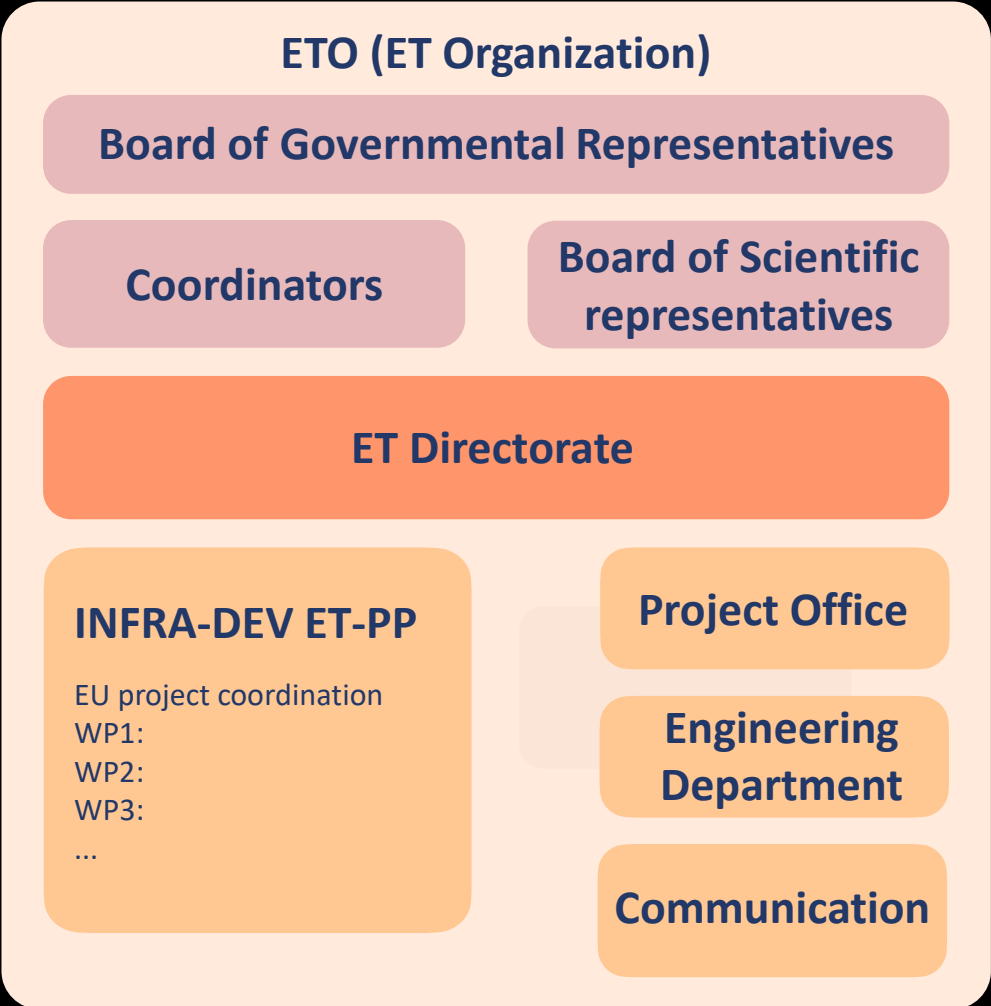 ETO (ET Organization)
Board of Governmental Representatives
Coordinators
Board of Scientific
representatives
ET Directorate
INFRA-DEV ET-PP
EU project coordination
WP1:
WP2:
WP3:
...
Project Office
Engineering
Department
Communication